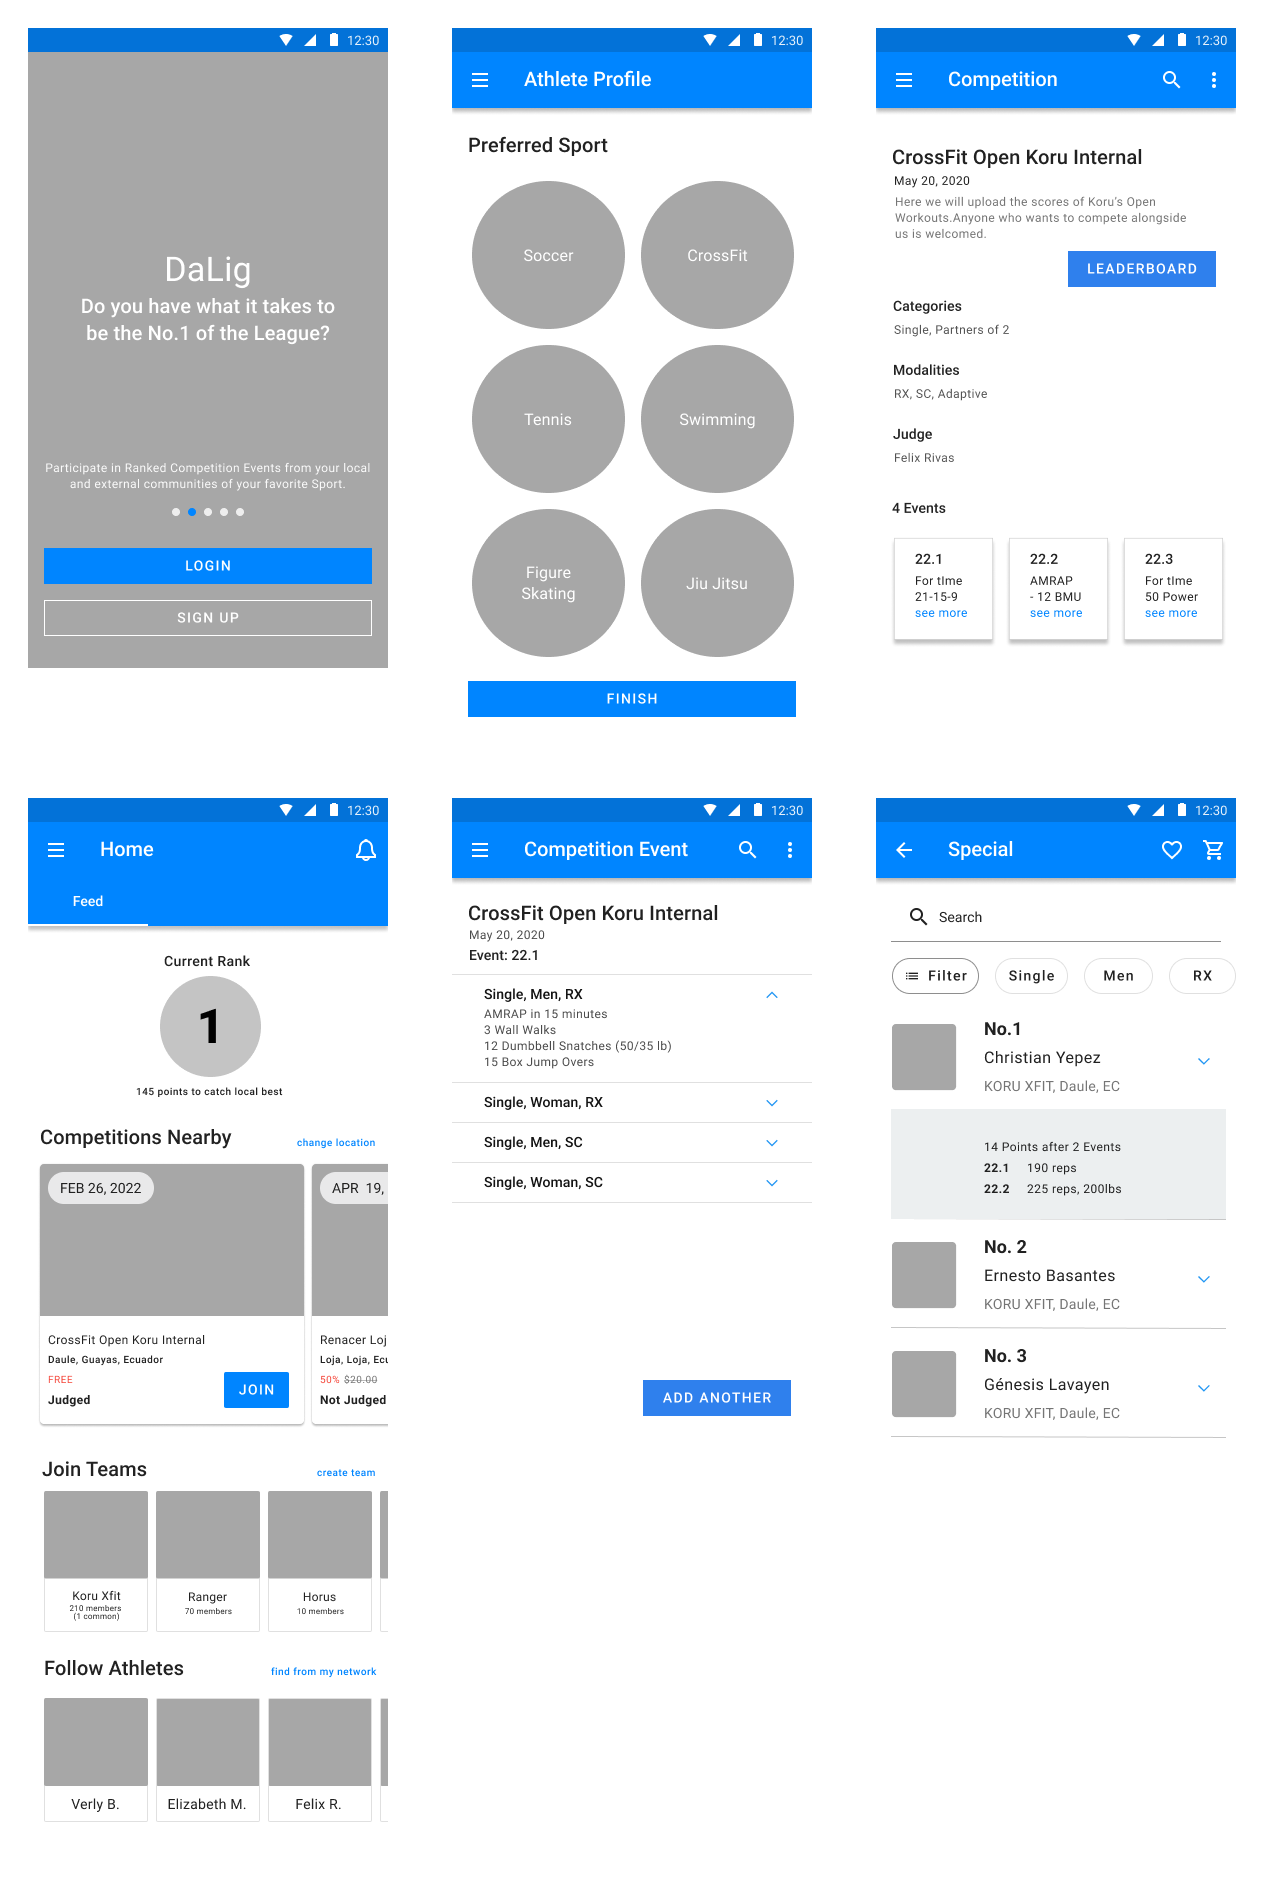 12:30
DaLig
Do you have what it takes to
be the No.1 of the League?
Participate in Ranked Competition Events from your local
and external communities of your favorite Sport.
LOGIN
SIGN UP
12:30
Athlete Profile
Preferred Sport
Soccer
CrossFit
Tennis
Swimming
Figure
Skating
Jiu Jitsu
FINISH
12:30
Competition
CrossFit Open Koru Internal
May 20, 2020
Here we will upload the scores of Koru's Open
Workouts.Anyone who wants to compete alongside
us is welcomed.
LEADERBOARD
Categories
Single, Partners of 2
Modalities
RX, SC, Adaptive
Judge
Felix Rivas
4 Events
22.1
For tIme
21-15-9
see more
22.2
AMRAP
- 12 BMU
see more
22.3
For tIme
50 Power
see more
12:30
Home
Feed
Current Rank
1
145 points to catch local best
Competitions Nearby
change location
FEB 26, 2022
CrossFit Open Koru Internal
Daule, Guayas, Ecuador
FREE
Judged
JOIN
APR 19,
Renacer Loj
Loja, Loja, Ecu
50% $20.00
Not Judged
Join Teams
create team
Koru Xfit
210 members
(1 common)
Ranger
70 members
Horus
10 members
Follow Athletes
find from my network
Verly B.
Elizabeth M.
Felix R.
12:30
Competition Event
CrossFit Open Koru Internal
May 20, 2020
Event: 22.1
Single, Men, RX
AMRAP in 15 minutes
3 Wall Walks
12 Dumbbell Snatches (50/35 lb)
15 Box Jump Overs
Single, Woman, RX
Single, Men, SC
Single, Woman, SC
ADD ANOTHER
12:30
Special
Search
Filter
Single
Men
RX
No.1
Christian Yepez
KORU XFIT, Daule, EC
14 Points after 2 Events
22.1 190 reps
22.2 225 reps, 200lbs
No. 2
Ernesto Basantes
KORU XFIT, Daule, EC
No. 3
Génesis Lavayen
KORU XFIT, Daule, EC